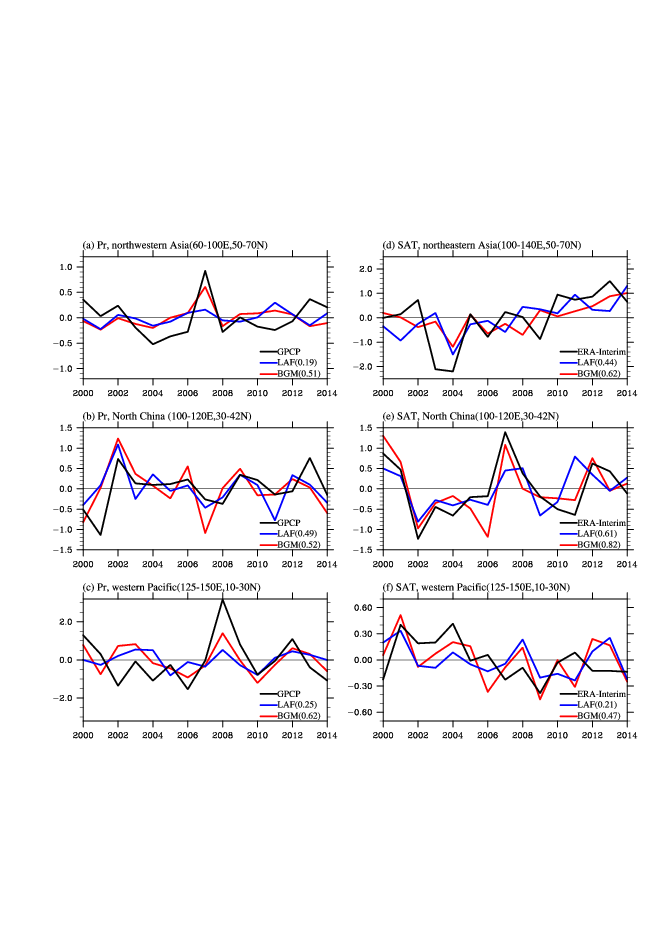 (a) Pr, northwestern Asia(60-100E,50-70N)
1.0
0.5
0.0
−0.5
−1.0
GPCP
LAF(0.19)
BGM(0.51)
2000 2002 2004 2006 2008 2010 2012 2014
(d) SAT, northeastern Asia(100-140E,50-70N)
2.0
1.0
0.0
−1.0
−2.0
ERA-Interim
LAF(0.44)
BGM(0.62)
2000 2002 2004 2006 2008 2010 2012 2014
(b) Pr, North China (100-120E,30-42N)
1.5
1.0
0.5
0.0
−0.5
−1.0
−1.5
GPCP
LAF(0.49)
BGM(0.52)
2000 2002 2004 2006 2008 2010 2012 2014
(e) SAT, North China(100-120E,30-42N)
1.5
1.0
0.5
0.0
−0.5
−1.0
−1.5
ERA-Interim
LAF(0.61)
BGM(0.82)
2000 2002 2004 2006 2008 2010 2012 2014
(c) Pr, western Pacific(125-150E,10-30N)
2.0
0.0
−2.0
GPCP
LAF(0.25)
BGM(0.62)
2000 2002 2004 2006 2008 2010 2012 2014
(f) SAT, western Pacific(125-150E,10-30N)
0.60
0.30
0.00
−0.30
−0.60
ERA-Interim
LAF(0.21)
BGM(0.47)
2000 2002 2004 2006 2008 2010 2012 2014